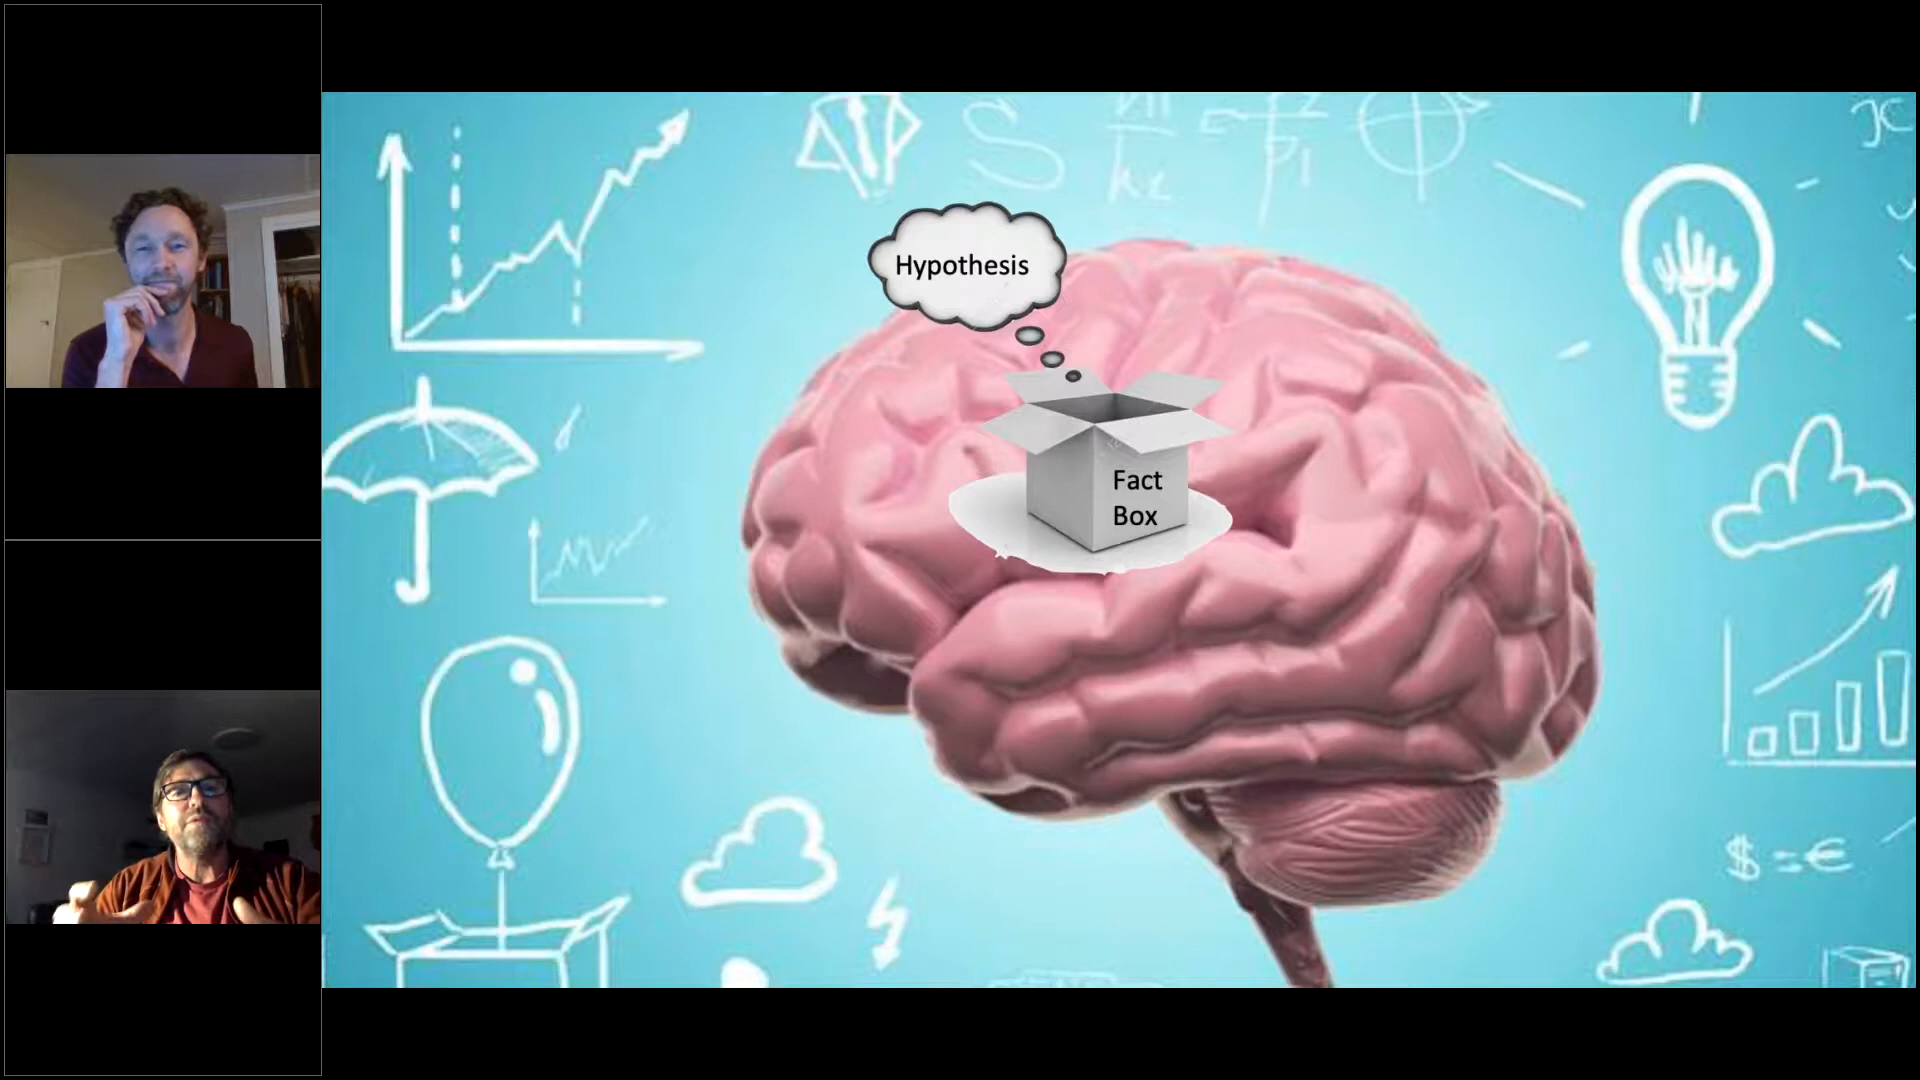 Hypothesis
Fact
Box
$ = €